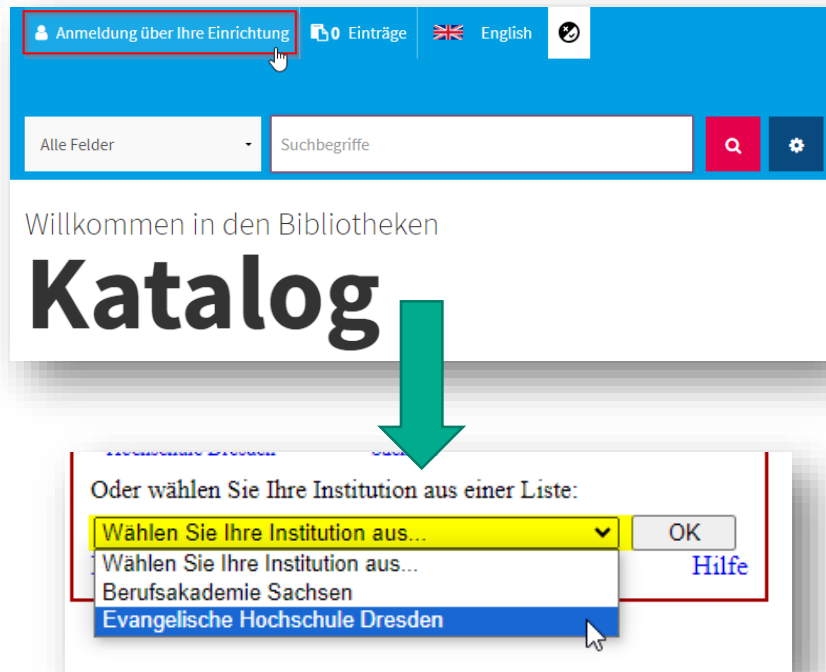 Anmeldung über Ihre Einrichtung 0 Einträge English
Alle Felder Suchbegriffe
Willkommen in den Bibliotheken
Katalog
Hochschule Dresden
Oder wählen Sie Ihre Institution aus einer Liste:
Wählen Sie Ihre Institution aus... OK
Wählen Sie Ihre Institution aus...
Hilfe
Berufsakademie Sachsen
Evangelische Hochschule Dresden